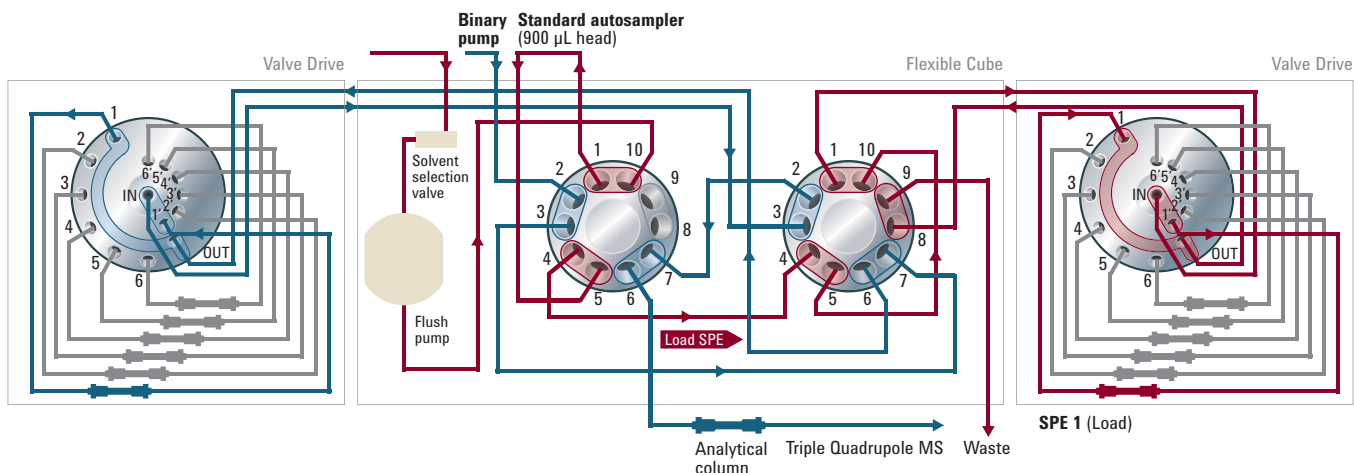 Binary
pump
Standard autosampler
(900 µL head)
Valve Drive
Flexible Cube
Valve Drive
1
2
3
4
5
6
6'
5'
4'
3'
2'
1'
IN
OUT
Solvent
selection
valve
Flush
pump
1
10
2
9
3
8
4
7
5
6
1
10
2
9
3
8
4
7
5
6
Load SPE
1
2
3
4
5
6
6'
5'
4'
3'
2'
1'
IN
OUT
SPE 1 (Load)
Analytical
column
Triple Quadrupole MS
Waste